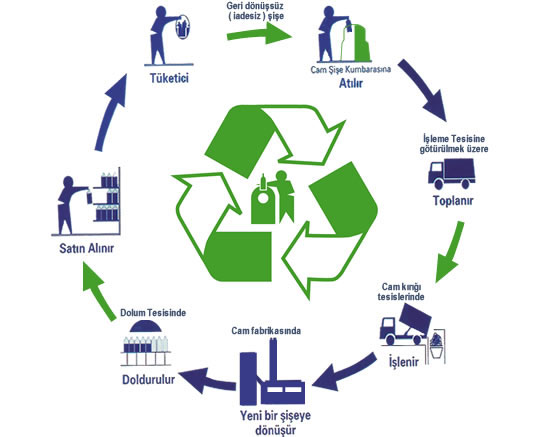 Geri dönüşsüz
( iadesiz ) şişe
Tüketici
Cam Şişe Kumbarasına
Atılır
İşleme Tesisine
götürülmek üzere
Toplanır
Cam kırığı
tesislerinde
İşlenir
Cam fabrikasında
Yeni bir şişeye
dönüşür
Dolum Tesisinde
Doldurulur
Satın Alınır